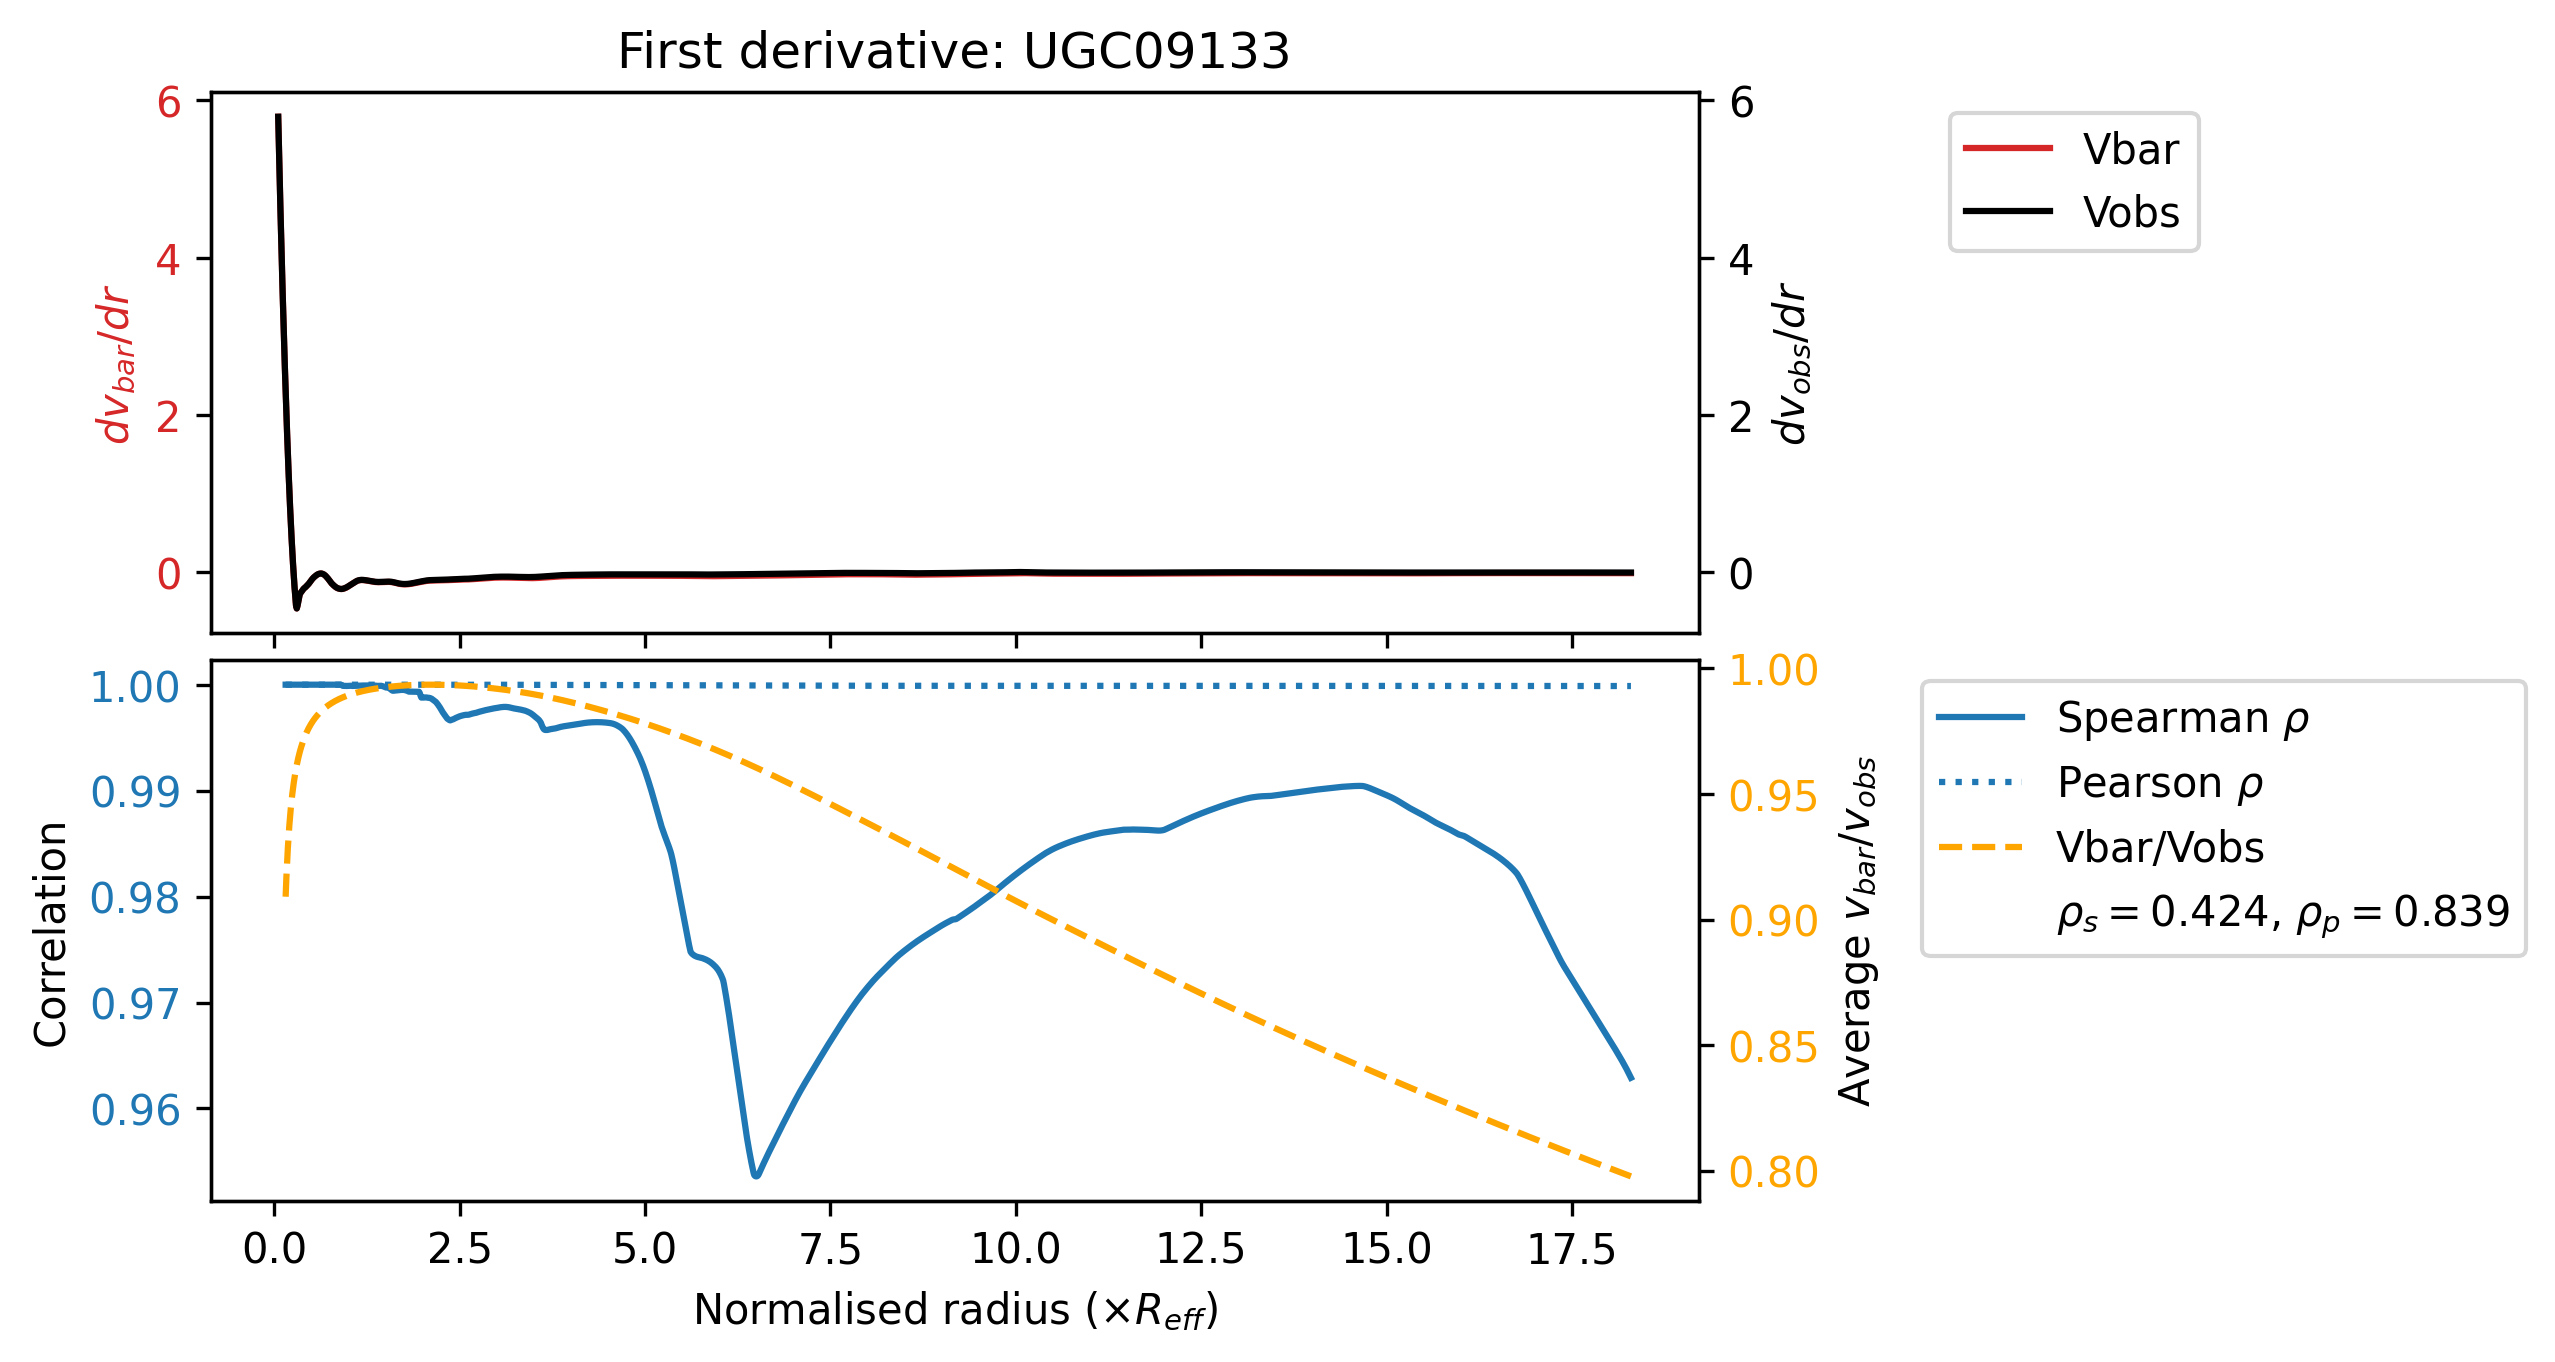 First derivative: UGC09133
6
4
2
0
dv_bar/dr
6
4
2
0
dv_obs/dr
Vbar
Vobs
1.00
0.99
0.98
0.97
0.96
Correlation
1.00
0.95
0.90
0.85
0.80
Average v_bar/v_obs
Spearman ρ
Pearson ρ
Vbar/Vobs
ρ_s = 0.424, ρ_p = 0.839
0.0 2.5 5.0 7.5 10.0 12.5 15.0 17.5
Normalised radius (×R_eff)